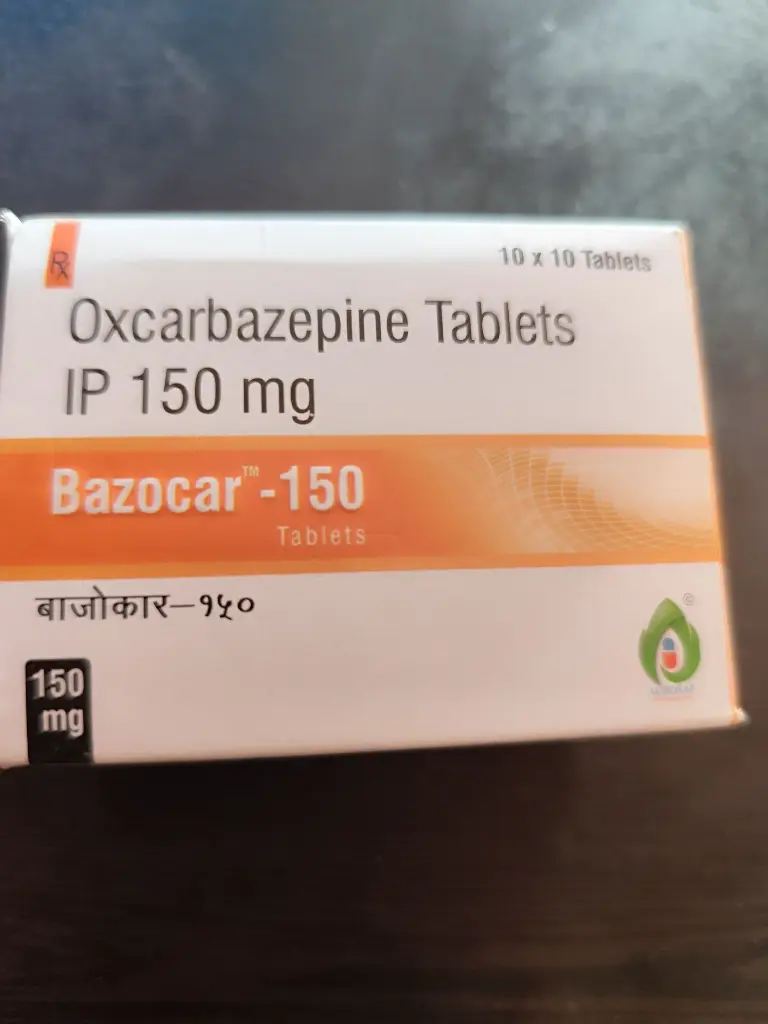 Rx
10 x 10 Tablets
Oxcarbazepine Tablets
IP 150 mg
Bazocar™-150
Tablets
बाजोकार–१५०
©
150
mg